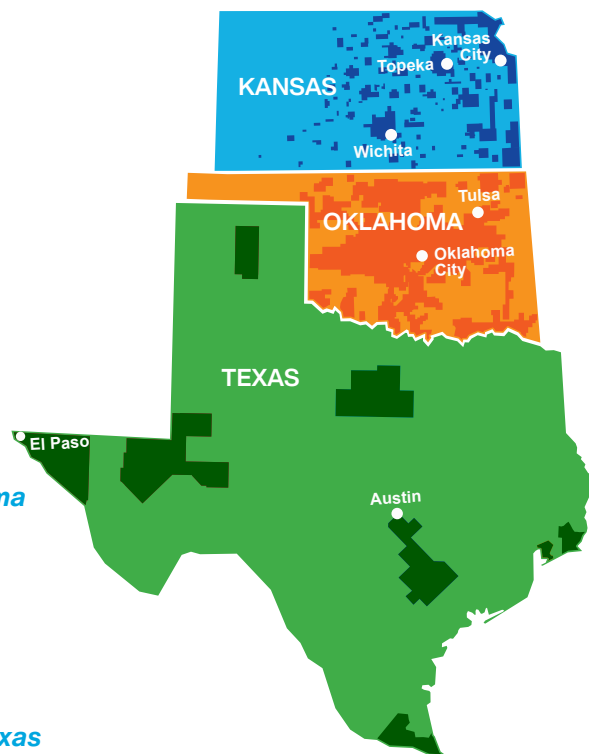 Kansas
City
Topeka
KANSAS
Wichita
Tulsa
OKLAHOMA
Oklahoma
City
TEXAS
El Paso
ma
Austin
xas